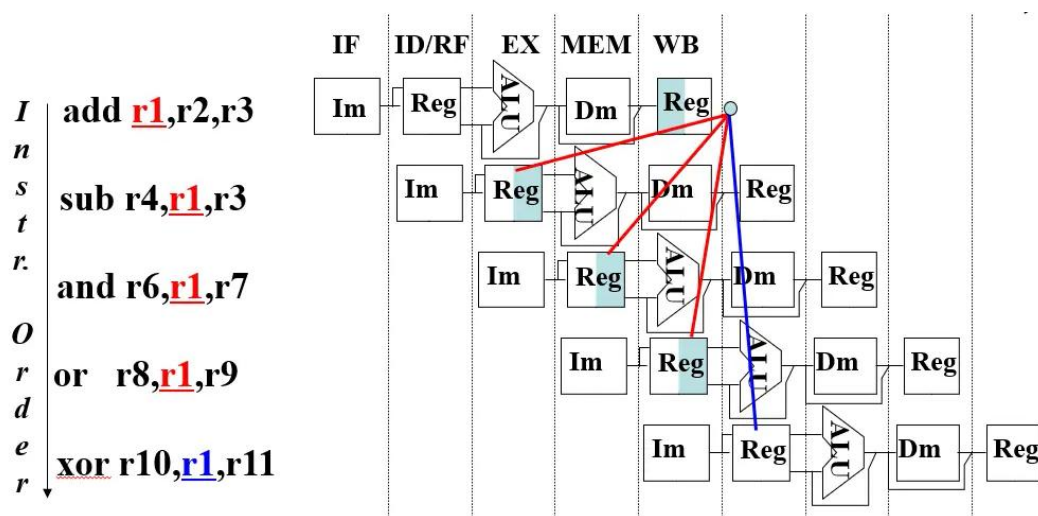 IF ID/RF EX MEM WB
Instr. Order
add r1,r2,r3
Im Reg ALU Dm Reg
sub r4,r1,r3
Im Reg ALU Dm Reg
and r6,r1,r7
Im Reg ALU Dm Reg
or r8,r1,r9
Im Reg ALU Dm Reg
xor r10,r1,r11
Im Reg ALU Dm Reg